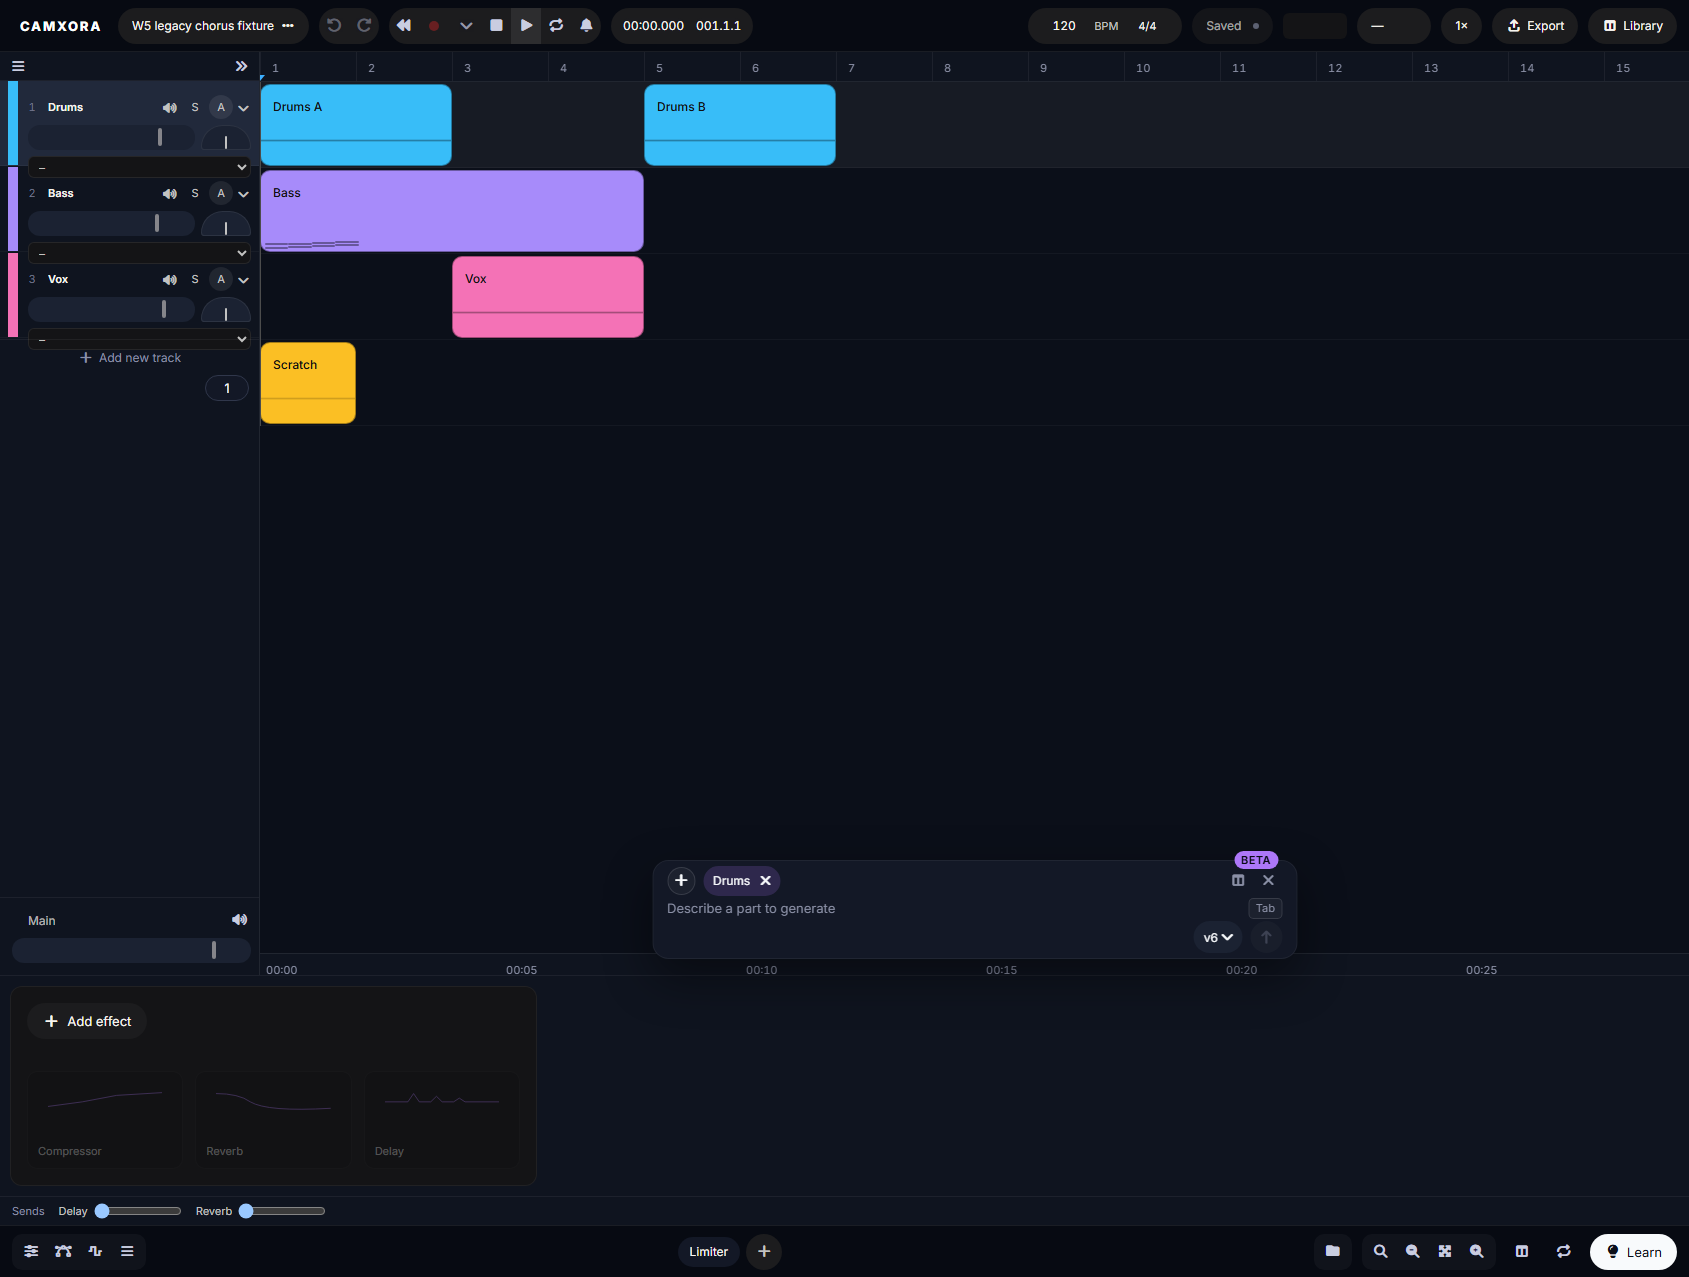 CAMXORA
W5 legacy chorus fixture •••
00:00.000 001.1.1
120 BPM 4/4
Saved
—
1×
Export
Library
1 2 3 4 5 6 7 8 9 10 11 12 13 14 15
1 Drums S A
–
Drums A
Drums B
2 Bass S A
–
Bass
3 Vox S A
–
Vox
+ Add new track
1
Scratch
BETA
+ Drums ✕
Describe a part to generate
Tab
v6
Main
00:00 00:05 00:10 00:15 00:20 00:25
+ Add effect
Compressor
Reverb
Delay
Sends Delay Reverb
Limiter +
Learn